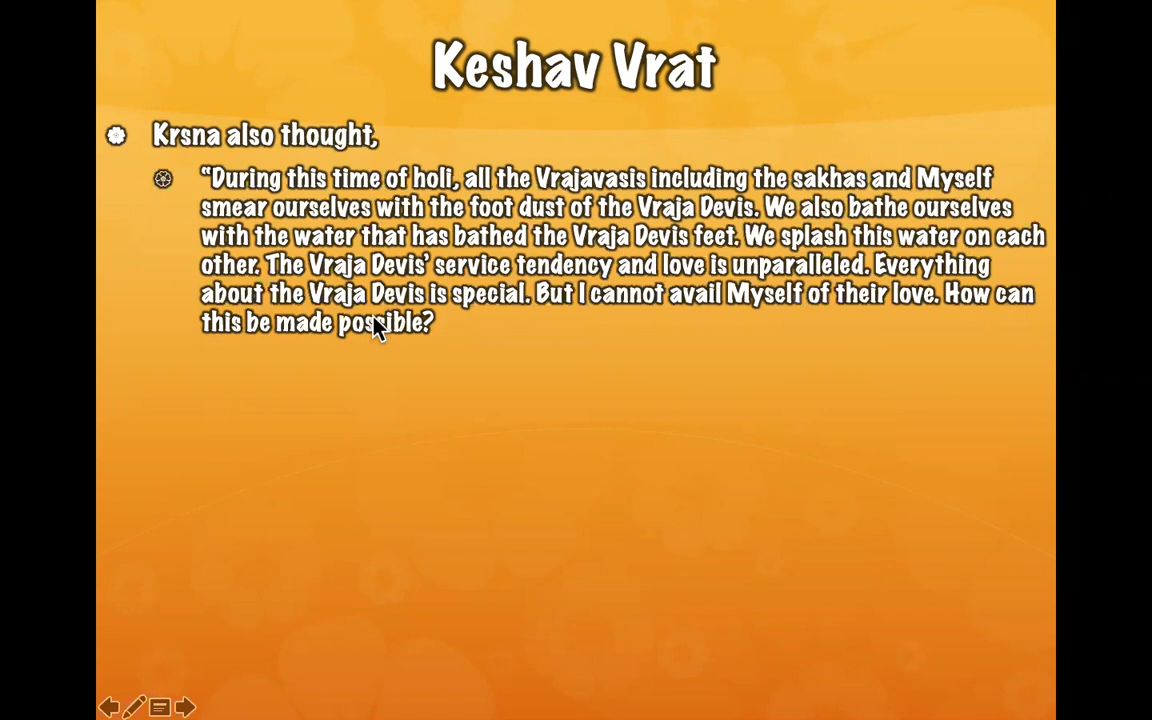 Keshav Vrat
Krsna also thought,
“During this time of holi, all the Vrajavasis including the sakhas and Myself
smear ourselves with the foot dust of the Vraja Devis. We also bathe ourselves
with the water that has bathed the Vraja Devis feet. We splash this water on each
other. The Vraja Devis’ service tendency and love is unparalleled. Everything
about the Vraja Devis is special. But I cannot avail Myself of their love. How can
this be made possible?